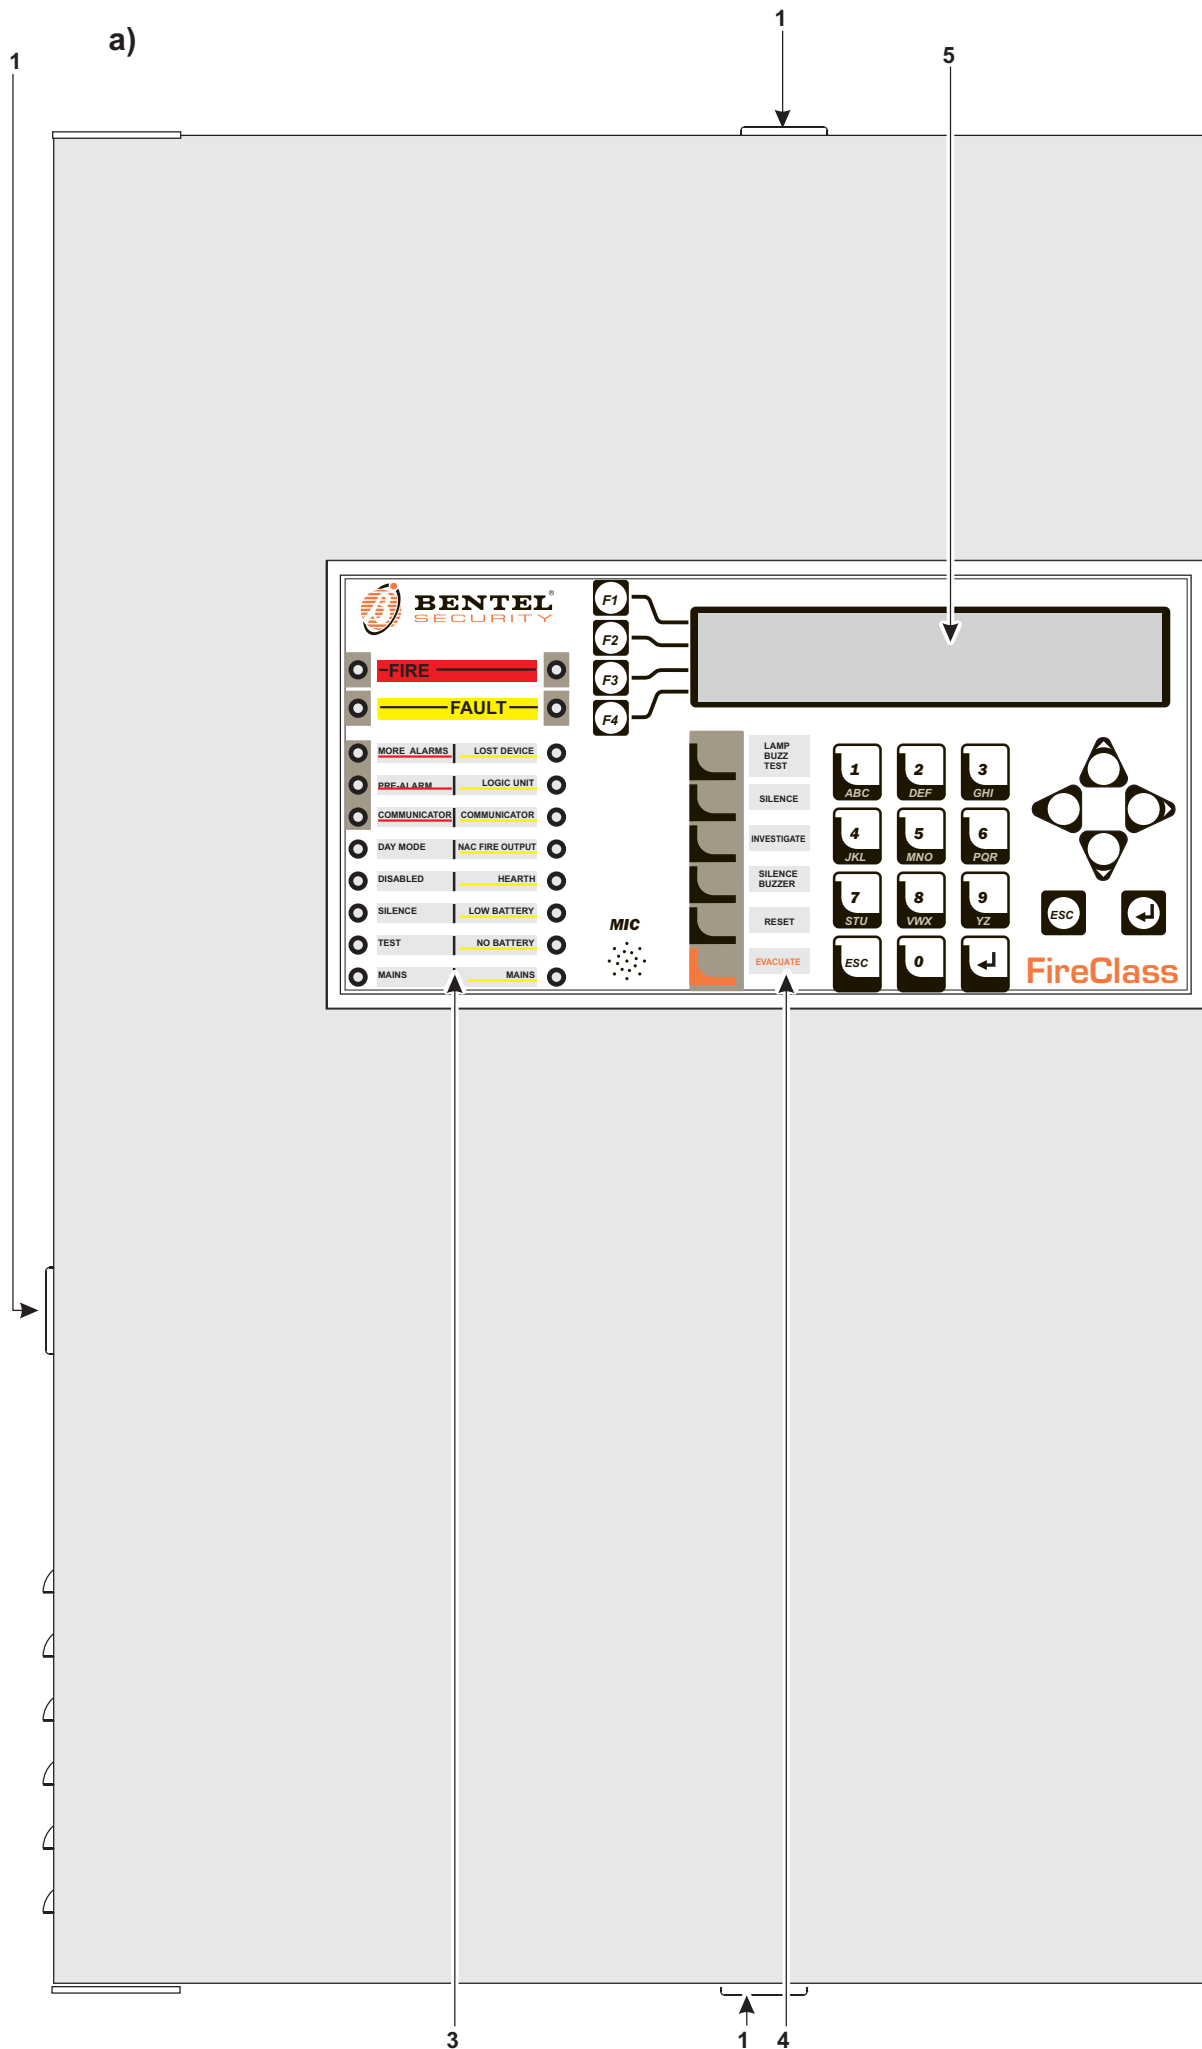 a)
1
1
5
BENTEL®
SECURITY
F1
F2
F3
F4
FIRE
FAULT
MORE ALARMS LOST DEVICE
PRE-ALARM LOGIC UNIT
COMMUNICATOR COMMUNICATOR
DAY MODE NAC FIRE OUTPUT
DISABLED HEARTH
SILENCE LOW BATTERY
TEST NO BATTERY
MAINS MAINS
MIC
LAMP
BUZZ
TEST
SILENCE
INVESTIGATE
SILENCE
BUZZER
RESET
EVACUATE
1 2 3
ABC DEF GHI
4 5 6
JKL MNO PQR
7 8 9
STU VWX YZ
ESC 0
ESC
FireClass
1
3
1
4